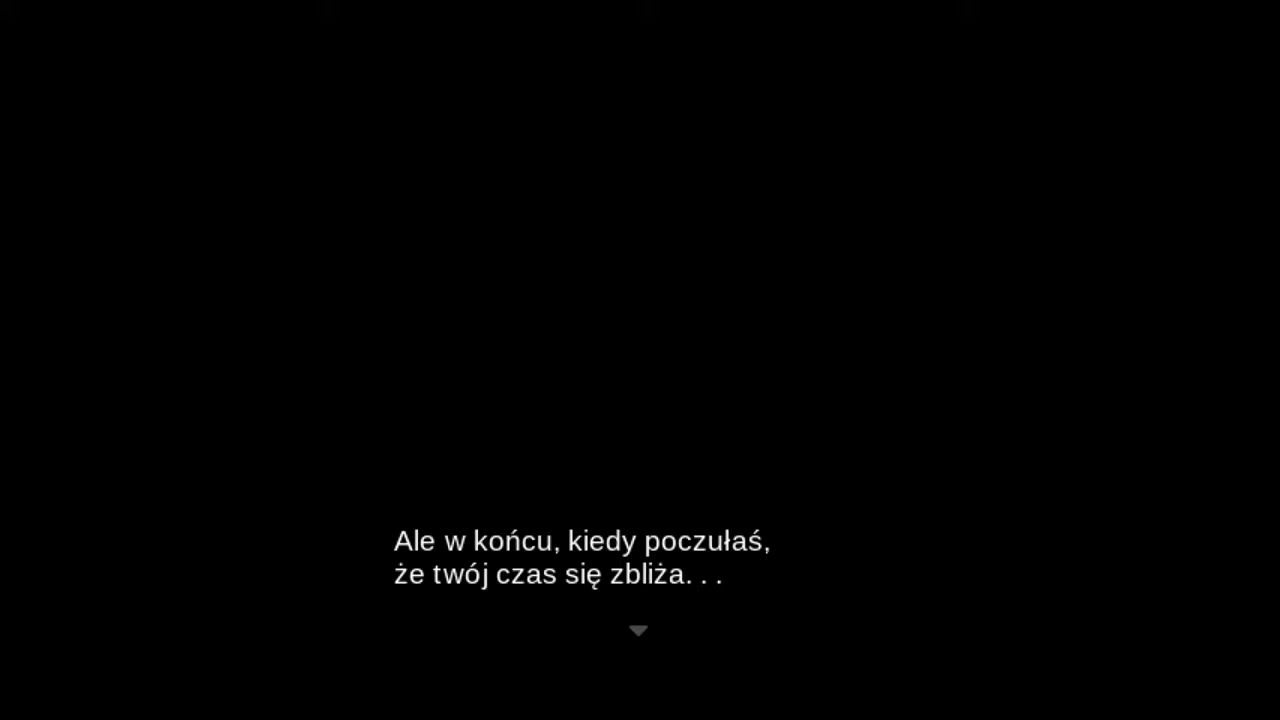 Ale w końcu, kiedy poczułaś,
że twój czas się zbliża. . .